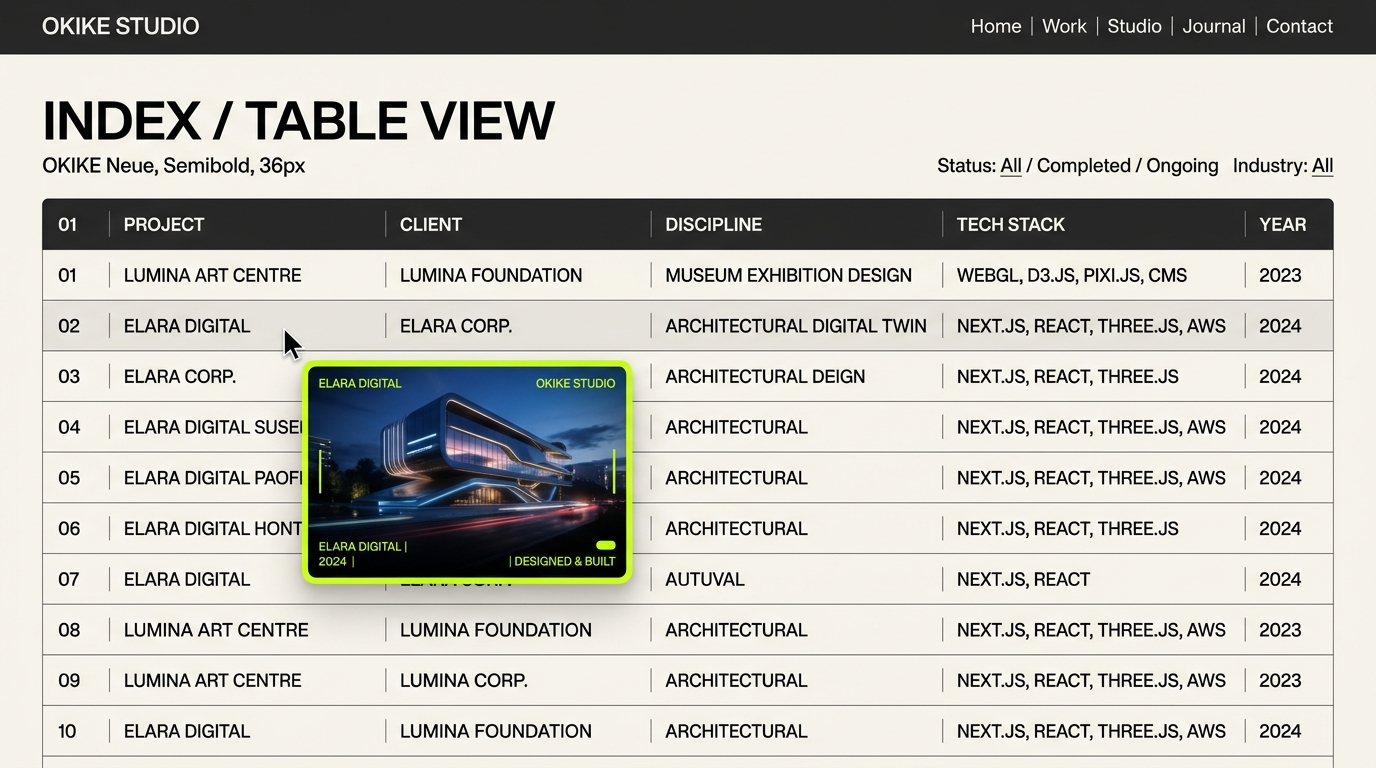 OKIKE STUDIO Home | Work | Studio | Journal | Contact
INDEX / TABLE VIEW
OKIKE Neue, Semibold, 36px
Status: All / Completed / Ongoing Industry: All
01 PROJECT CLIENT DISCIPLINE TECH STACK YEAR
01 LUMINA ART CENTRE LUMINA FOUNDATION MUSEUM EXHIBITION DESIGN WEBGL, D3.JS, PIXI.JS, CMS 2023
02 ELARA DIGITAL ELARA CORP. ARCHITECTURAL DIGITAL TWIN NEXT.JS, REACT, THREE.JS, AWS 2024
03 ELARA CORP. ARCHITECTURAL DEIGN NEXT.JS, REACT, THREE.JS 2024
04 ELARA DIGITAL ARCHITECTURAL NEXT.JS, REACT, THREE.JS, AWS 2024
05 ELARA DIGITAL ARCHITECTURAL NEXT.JS, REACT, THREE.JS, AWS 2024
06 ELARA DIGITAL HONT ARCHITECTURAL NEXT.JS, REACT, THREE.JS 2024
07 ELARA DIGITAL AUTUVAL NEXT.JS, REACT 2024
08 LUMINA ART CENTRE LUMINA FOUNDATION ARCHITECTURAL NEXT.JS, REACT, THREE.JS, AWS 2023
09 LUMINA ART CENTRE LUMINA CORP. ARCHITECTURAL NEXT.JS, REACT, THREE.JS, AWS 2023
10 ELARA DIGITAL LUMINA FOUNDATION ARCHITECTURAL NEXT.JS, REACT, THREE.JS, AWS 2024
ELARA DIGITAL OKIKE STUDIO
ELARA DIGITAL |
2024 | | DESIGNED & BUILT